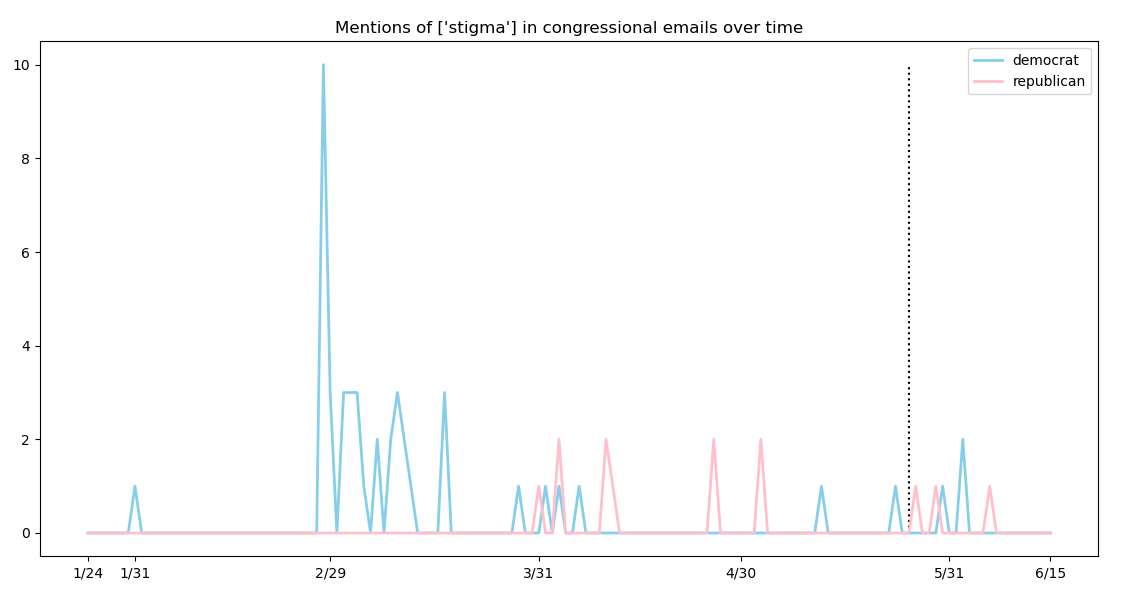 Mentions of ['stigma'] in congressional emails over time
democrat
republican
10
8
6
4
2
0
1/24 1/31 2/29 3/31 4/30 5/31 6/15